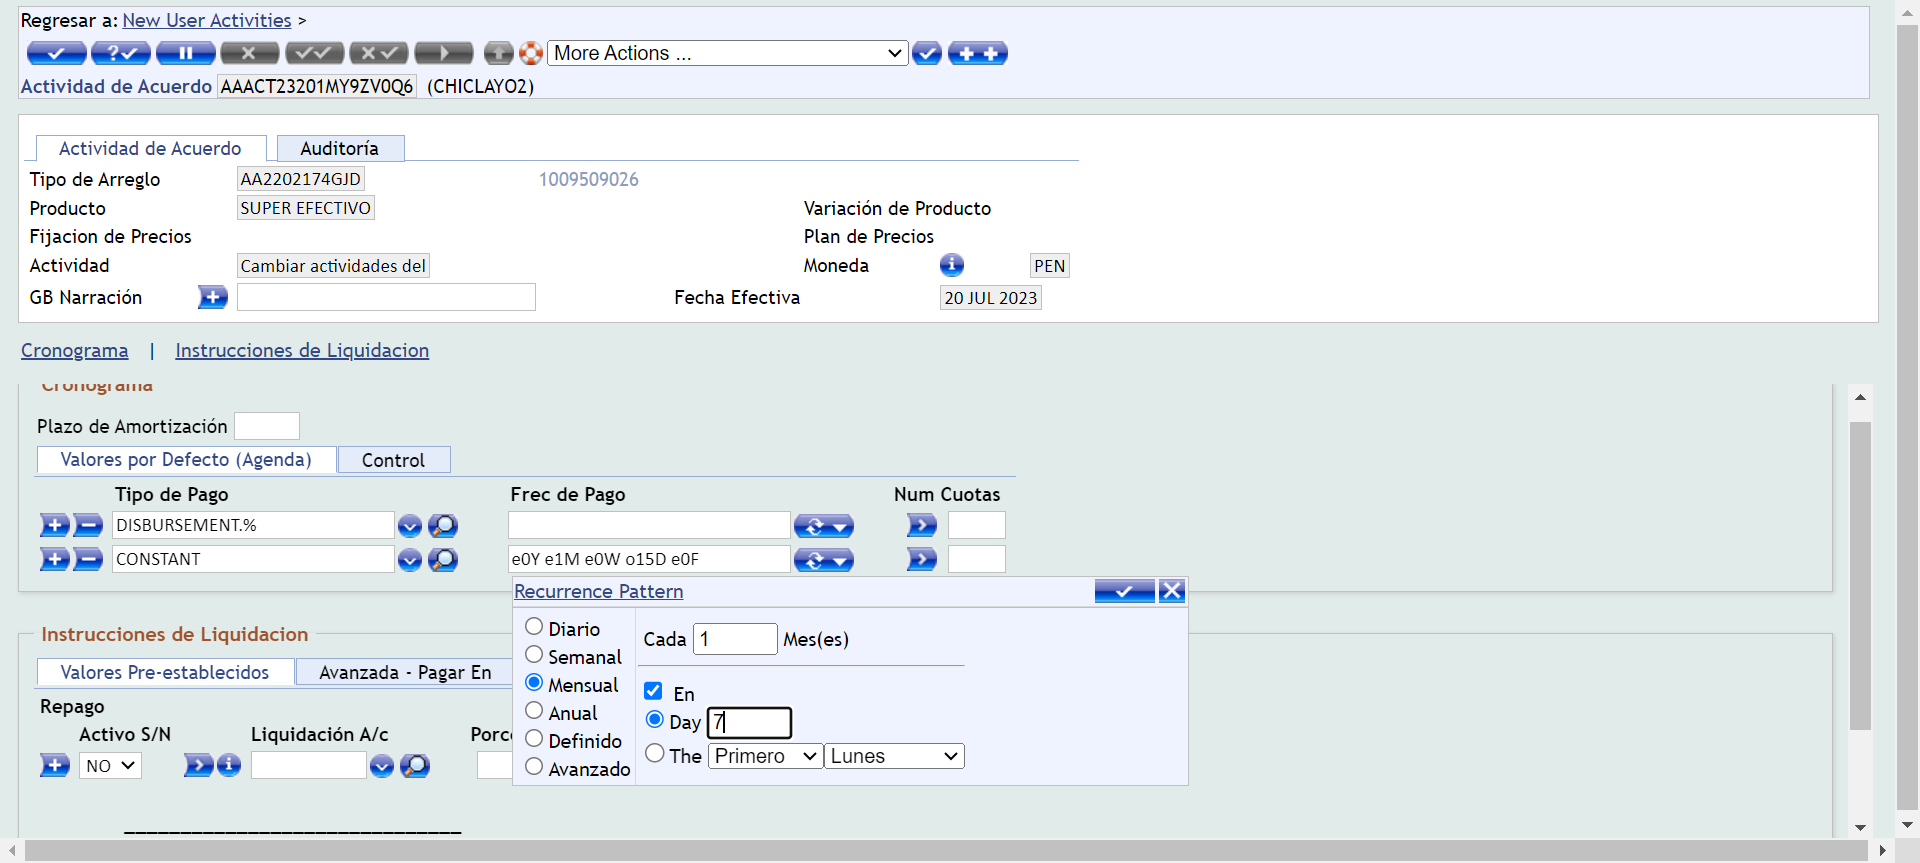 Regresar a: New User Activities >
More Actions ...
Actividad de Acuerdo AAACT23201MY9ZV0Q6 (CHICLAYO2)
Actividad de Acuerdo Auditoría
Tipo de Arreglo AA2202174GJD 1009509026
Producto SUPER EFECTIVO Variación de Producto
Fijacion de Precios Plan de Precios
Actividad Cambiar actividades del Moneda PEN
GB Narración Fecha Efectiva 20 JUL 2023
Cronograma | Instrucciones de Liquidacion
Cronograma
Plazo de Amortización
Valores por Defecto (Agenda) Control
Tipo de Pago Frec de Pago Num Cuotas
DISBURSEMENT.%
CONSTANT e0Y e1M e0W o15D e0F
Recurrence Pattern
Diario
Semanal
Mensual
Anual
Definido
Avanzado
Cada 1 Mes(es)
En
Day 7
The Primero Lunes
Instrucciones de Liquidacion
Valores Pre-establecidos Avanzada - Pagar En
Repago
Activo S/N Liquidación A/c Porc
NO